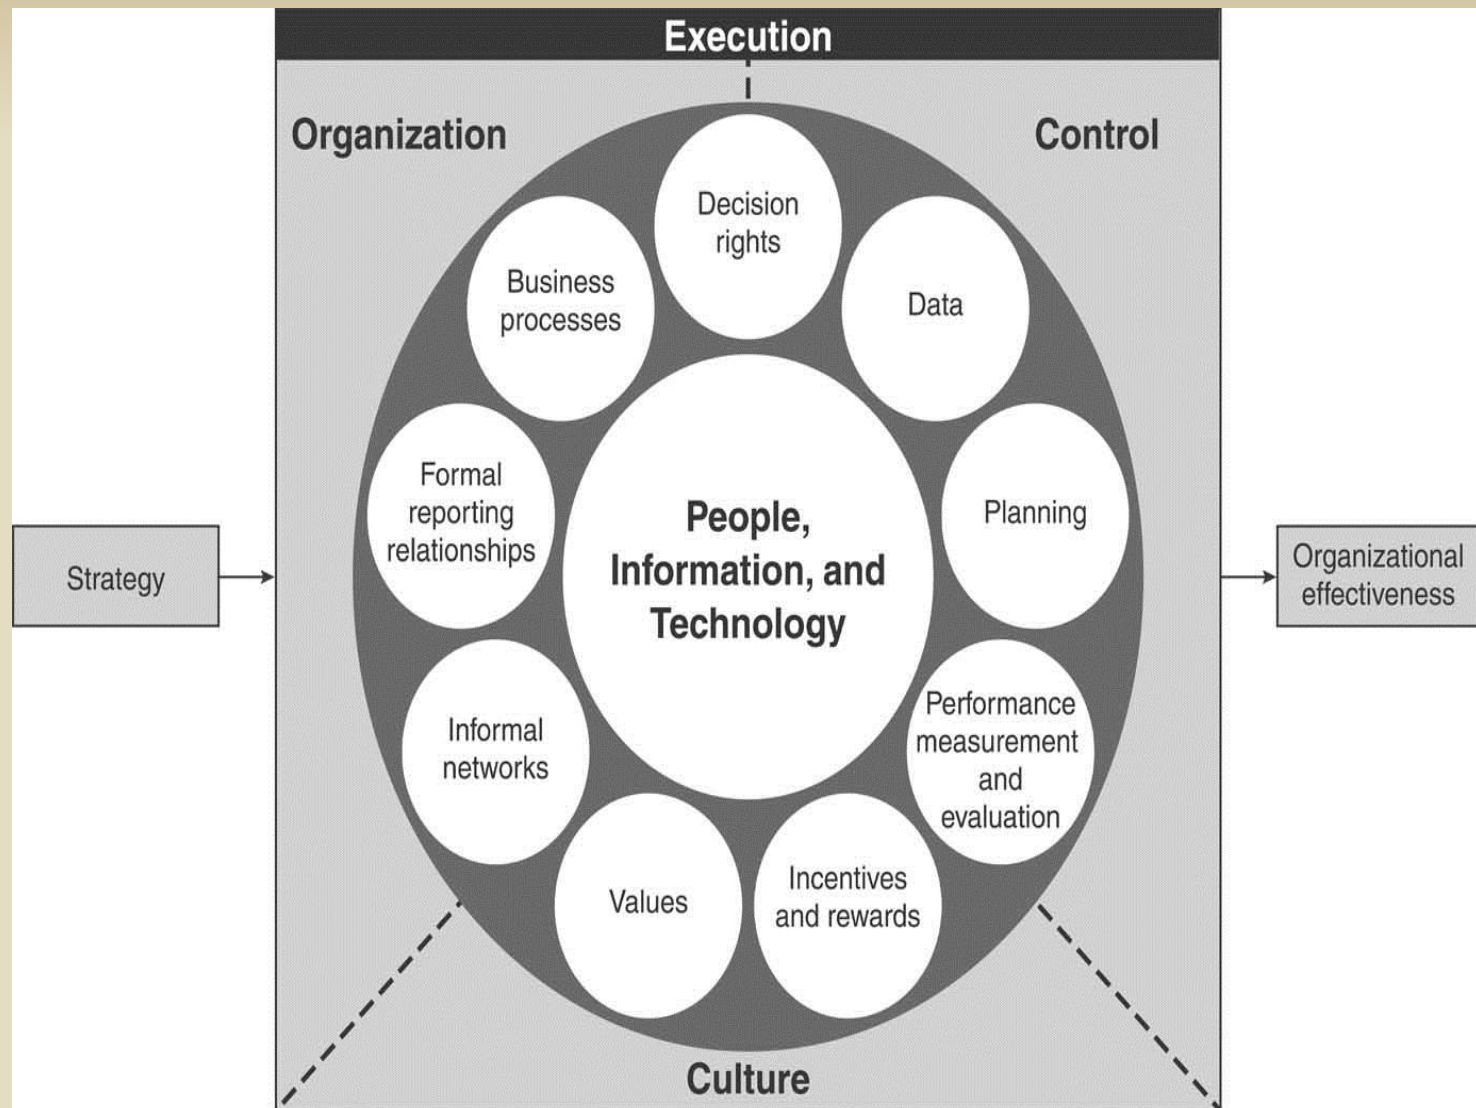 Execution
Organization
Control
Decision
rights
Business
processes
Data
Formal
reporting
relationships
Planning
People,
Information, and
Technology
Strategy
Organizational
effectiveness
Informal
networks
Performance
measurement
and
evaluation
Values
Incentives
and rewards
Culture